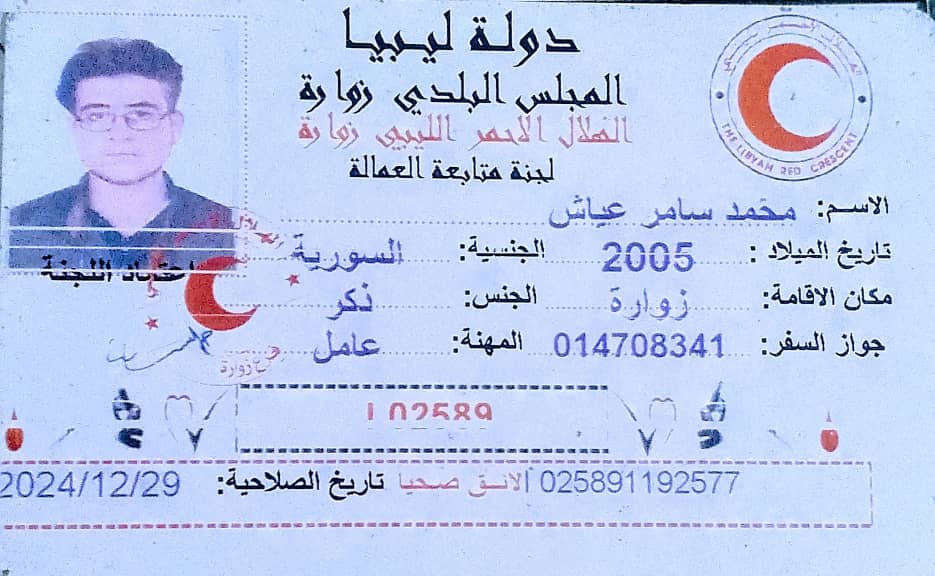 دولة ليبيا
المجلس البلدي زوارة
الهلال الاحمر الليبي زوارة
لجنة متابعة العمالة
THE LIBYAN RED CRESCENT
الاسم: محمد سامر عياش
تاريخ الميلاد : 2005 الجنسية: السورية
مكان الاقامة: زوارة الجنس: ذكر
جواز السفر: 014708341 المهنة: عامل
اعتماد اللجنة
L02589
025891192577 الائق صحيا تاريخ الصلاحية: 2024/12/29